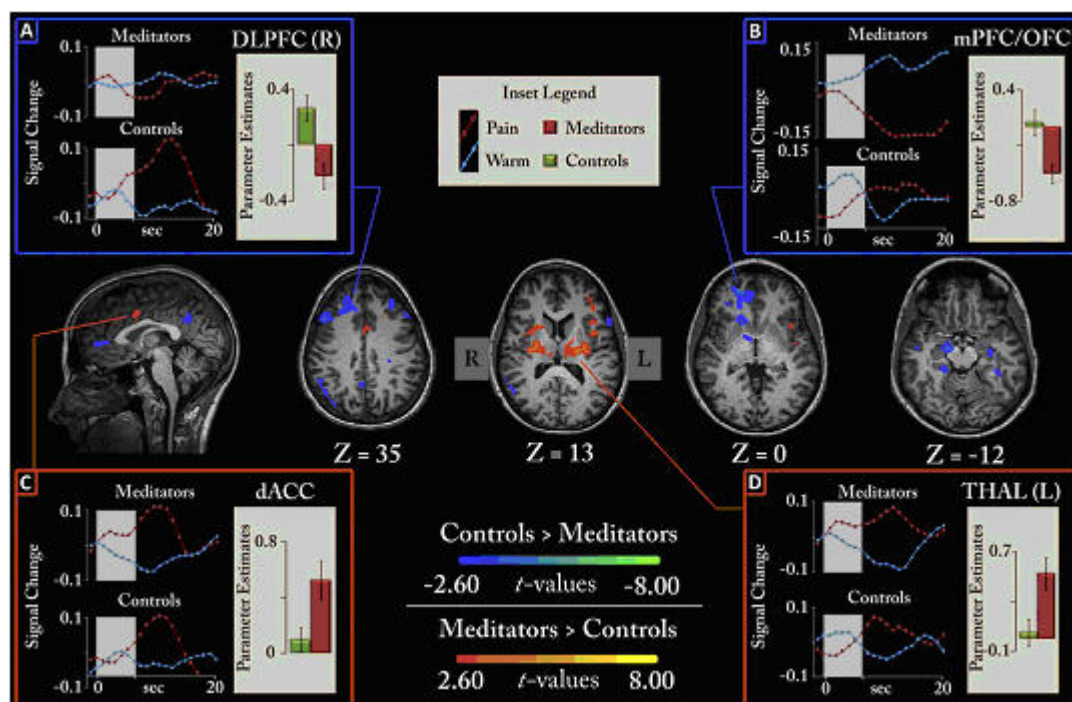 A
DLPFC (R)
Meditators
0.1
-0.1
Controls
0.1
-0.1
0 sec 20
Signal Change
Parameter Estimates
0.4
-0.4
Inset Legend
Pain
Meditators
Warm
Controls
B
mPFC/OFC
Meditators
0.15
-0.15
Controls
0.15
-0.15
0 sec 20
Signal Change
Parameter Estimates
0.4
-0.8
R
L
Z = 35
Z = 13
Z = 0
Z = -12
C
dACC
Meditators
0.1
-0.1
Controls
0.1
-0.1
0 sec 20
Signal Change
Parameter Estimates
0.8
0
Controls > Meditators
-2.60 t-values -8.00
Meditators > Controls
2.60 t-values 8.00
D
THAL (L)
Meditators
0.1
-0.1
Controls
0.1
-0.1
0 sec 20
Signal Change
Parameter Estimates
0.7
-0.1